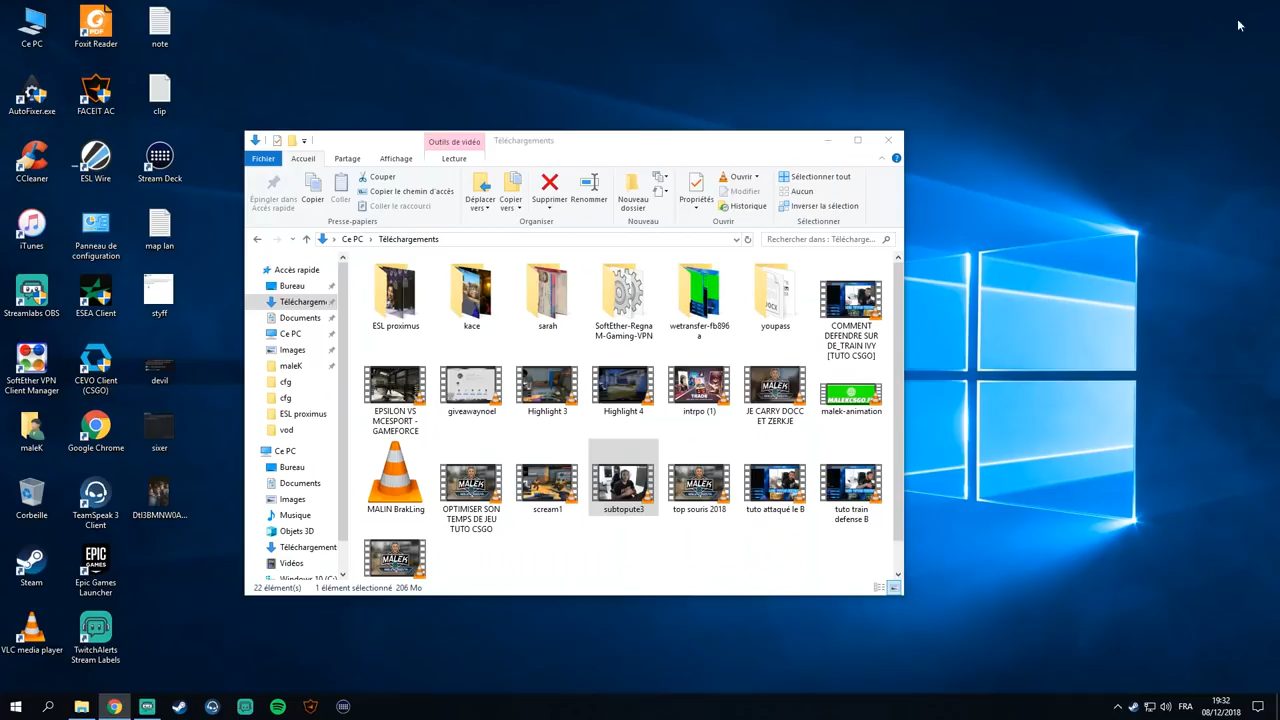 Ce PC
Foxit Reader
note
AutoFixer.exe
FACEIT AC
clip
CCleaner
ESL Wire
Stream Deck
iTunes
Panneau de
configuration
map lan
Streamlabs OBS
ESEA Client
styff
SoftEther VPN
Client Manager
CEVO Client
(CSGO)
devil
maleK
Google Chrome
sixer
Corbeille
TeamSpeak 3
Client
DtI3BMNW0A...
Steam
Epic Games
Launcher
VLC media player
TwitchAlerts
Stream Labels
Outils de vidéo
Téléchargements
Fichier
Accueil
Partage
Affichage
Lecture
Épingler dans
Accès rapide
Copier
Coller
Couper
Copier le chemin d'accès
Coller le raccourci
Presse-papiers
Déplacer
vers
Copier
vers
Supprimer
Renommer
Organiser
Nouveau
dossier
Nouveau
Propriétés
Ouvrir
Modifier
Historique
Ouvrir
Sélectionner tout
Aucun
Inverser la sélection
Sélectionner
Ce PC
Téléchargements
Rechercher dans : Télécharge...
Accès rapide
Bureau
Téléchargem
Documents
Ce PC
Images
maleK
cfg
cfg
ESL proximus
vod
Ce PC
Bureau
Documents
Images
Musique
Objets 3D
Téléchargement
Vidéos
Windows 10 (C:)
ESL proximus
kace
sarah
SoftEther-Regna
M-Gaming-VPN
wetransfer-fb896
a
youpass
COMMENT
DEFENDRE SUR
DE_TRAIN IVY
[TUTO CSGO]
EPSILON VS
MCESPORT -
GAMEFORCE
giveawaynoel
Highlight 3
Highlight 4
intrpo (1)
JE CARRY DOCC
ET ZERKJE
malek-animation
MALIN BrakLing
OPTIMISER SON
TEMPS DE JEU
TUTO CSGO
scream1
subtopute3
top souris 2018
tuto attaqué le B
tuto train
defense B
22 élément(s)
1 élément sélectionné 206 Mo
FRA
19:32
08/12/2018